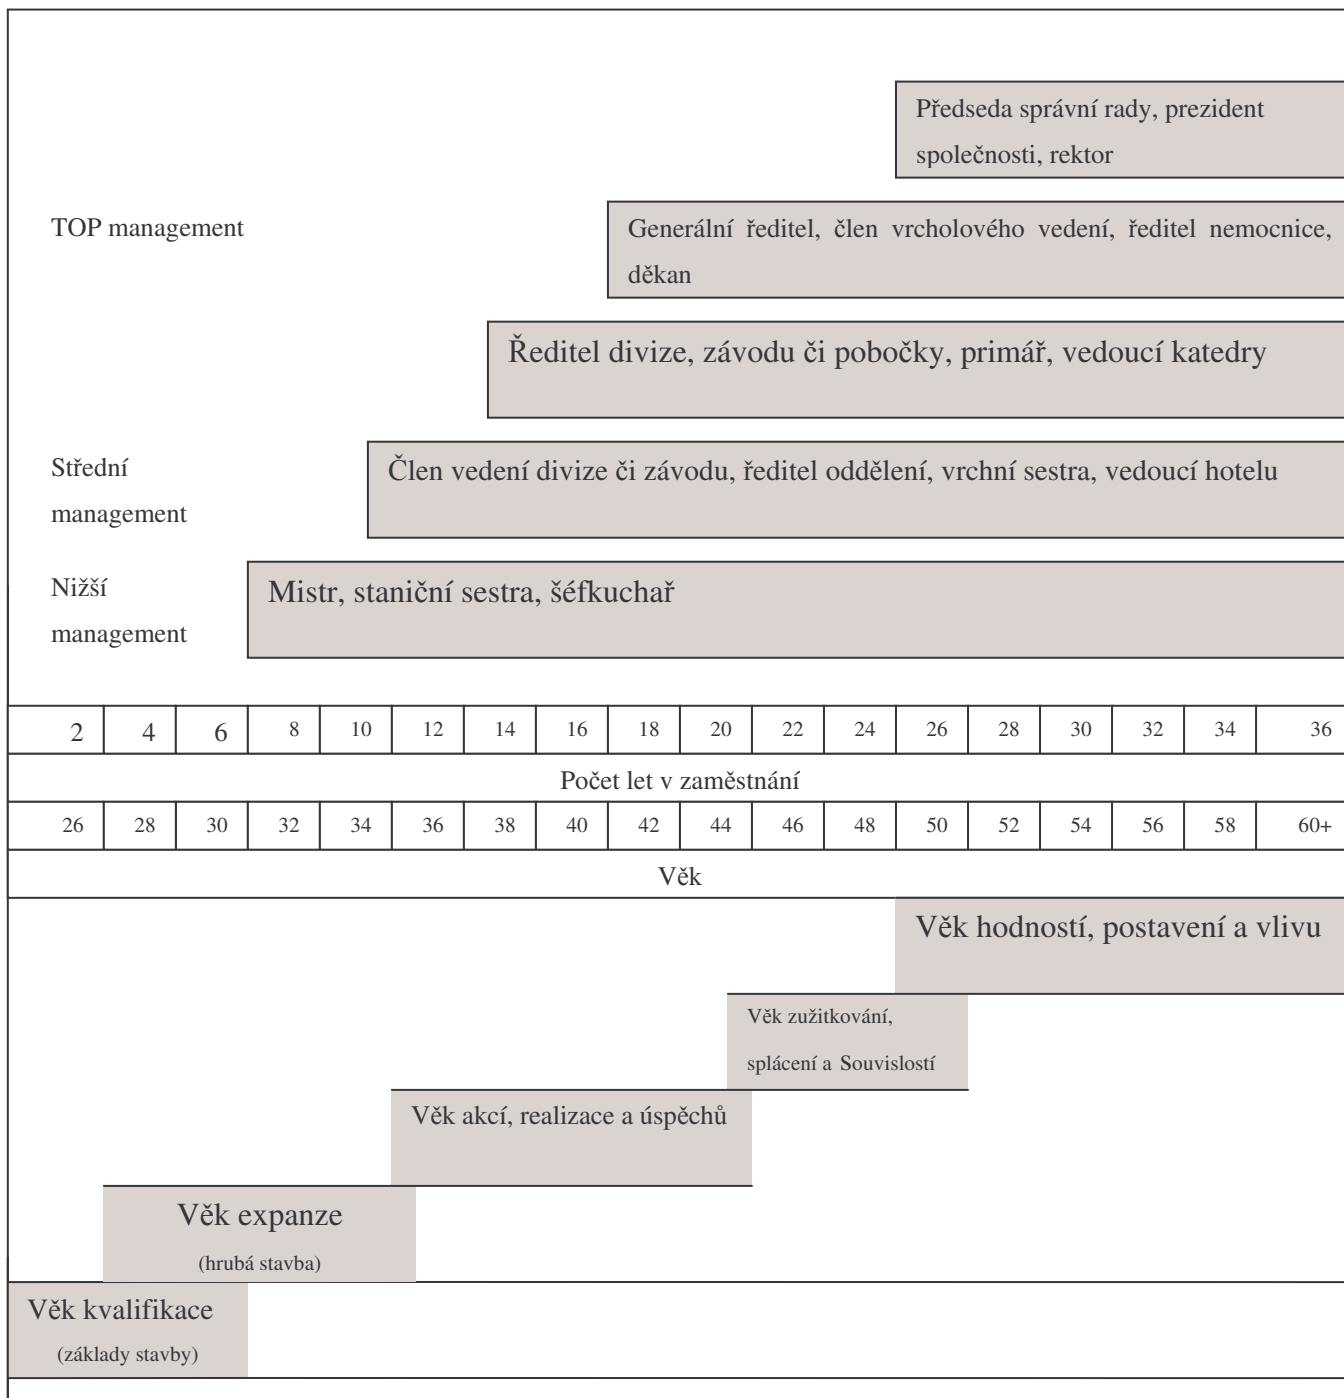 Předseda správní rady, prezident
společnosti, rektor
TOP management
Generální ředitel, člen vrcholového vedení, ředitel nemocnice,
děkan
Ředitel divize, závodu či pobočky, primář, vedoucí katedry
Střední
management
Člen vedení divize či závodu, ředitel oddělení, vrchní sestra, vedoucí hotelu
Nižší
management
Mistr, staniční sestra, šéfkuchař
2 4 6 8 10 12 14 16 18 20 22 24 26 28 30 32 34 36
Počet let v zaměstnání
26 28 30 32 34 36 38 40 42 44 46 48 50 52 54 56 58 60+
Věk
Věk hodností, postavení a vlivu
Věk zužitkování,
splácení a Souvislostí
Věk akcí, realizace a úspěchů
Věk expanze
(hrubá stavba)
Věk kvalifikace
(základy stavby)